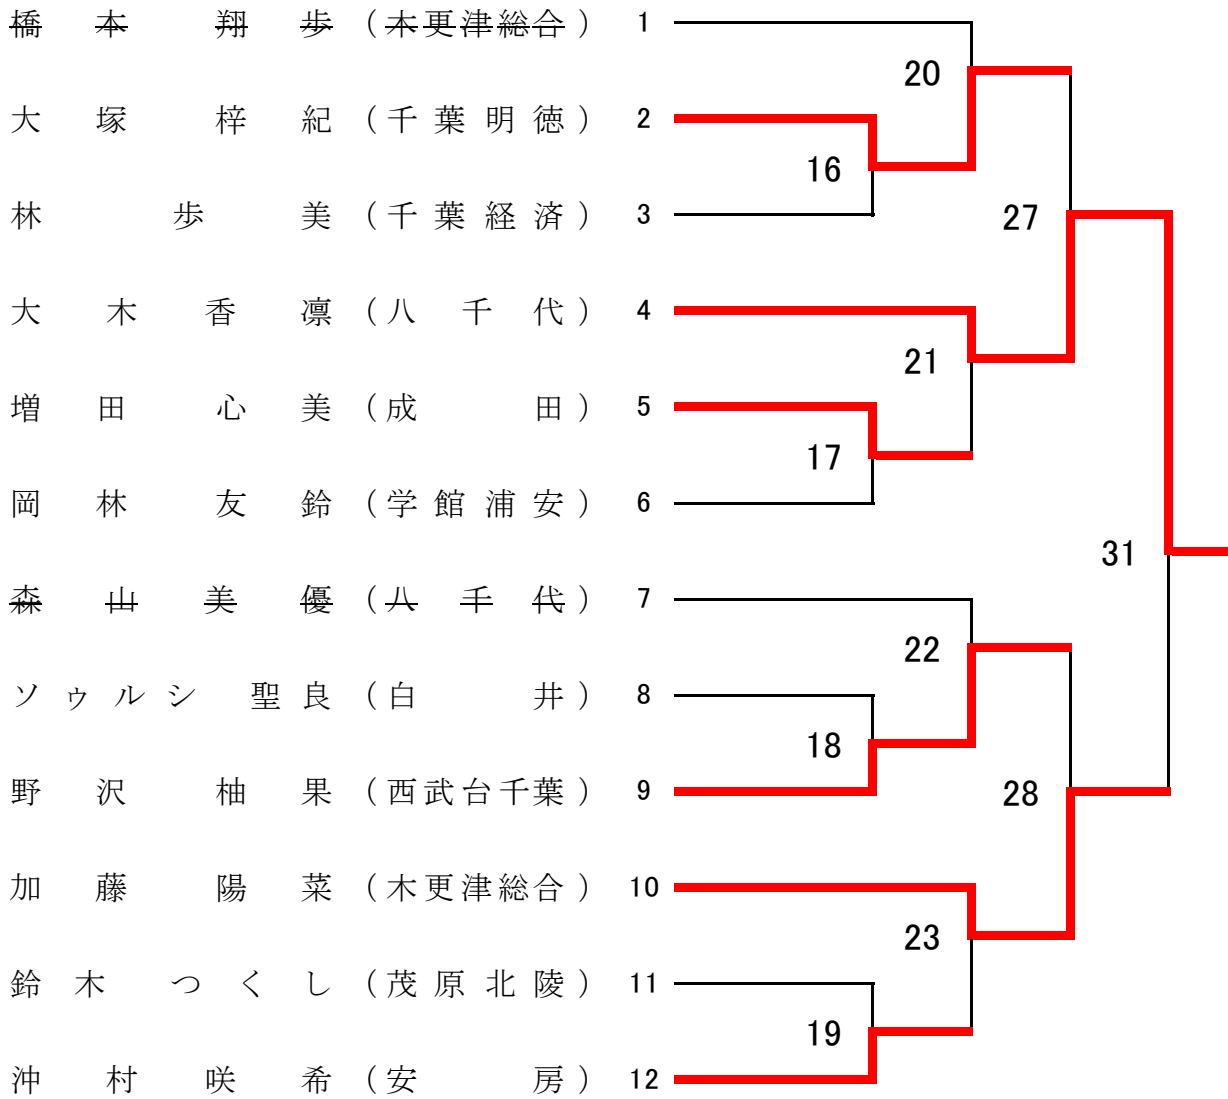 橋本 翔歩 (木更津総合) 1
20
大塚 梓紀 (千葉明徳) 2
16
林 歩美 (千葉経済) 3
27
大木香凛 (八千代) 4
21
増田 心美 (成田) 5
17
岡林 友鈴 (学館浦安) 6
31
森山美優 (八千代) 7
22
ソゥルシ 聖良 (白井) 8
18
野沢 柚果 (西武台千葉) 9
28
加藤 陽菜 (木更津総合) 10
23
鈴木 つくし (茂原北陵) 11
19
沖村咲希 (安房) 12